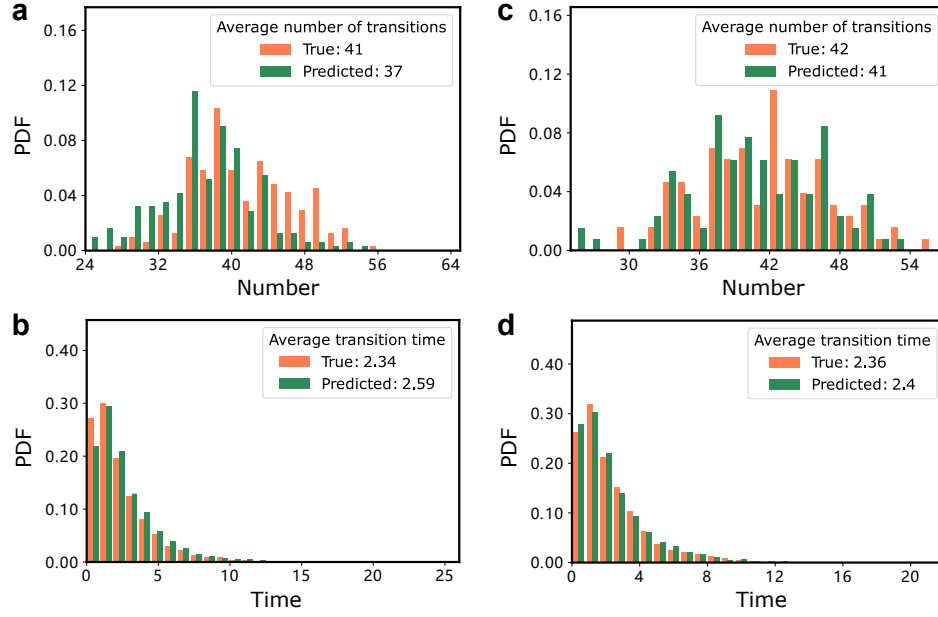 a
Average number of transitions
True: 41
Predicted: 37
0.16
0.12
0.08
0.04
0.00
PDF
24 32 40 48 56 64
Number
c
Average number of transitions
True: 42
Predicted: 41
0.16
0.12
0.08
0.04
0.00
PDF
30 36 42 48 54
Number
b
Average transition time
True: 2.34
Predicted: 2.59
0.40
0.30
0.20
0.10
0.00
PDF
0 5 10 15 20 25
Time
d
Average transition time
True: 2.36
Predicted: 2.4
0.40
0.30
0.20
0.10
0.00
PDF
0 4 8 12 16 20
Time